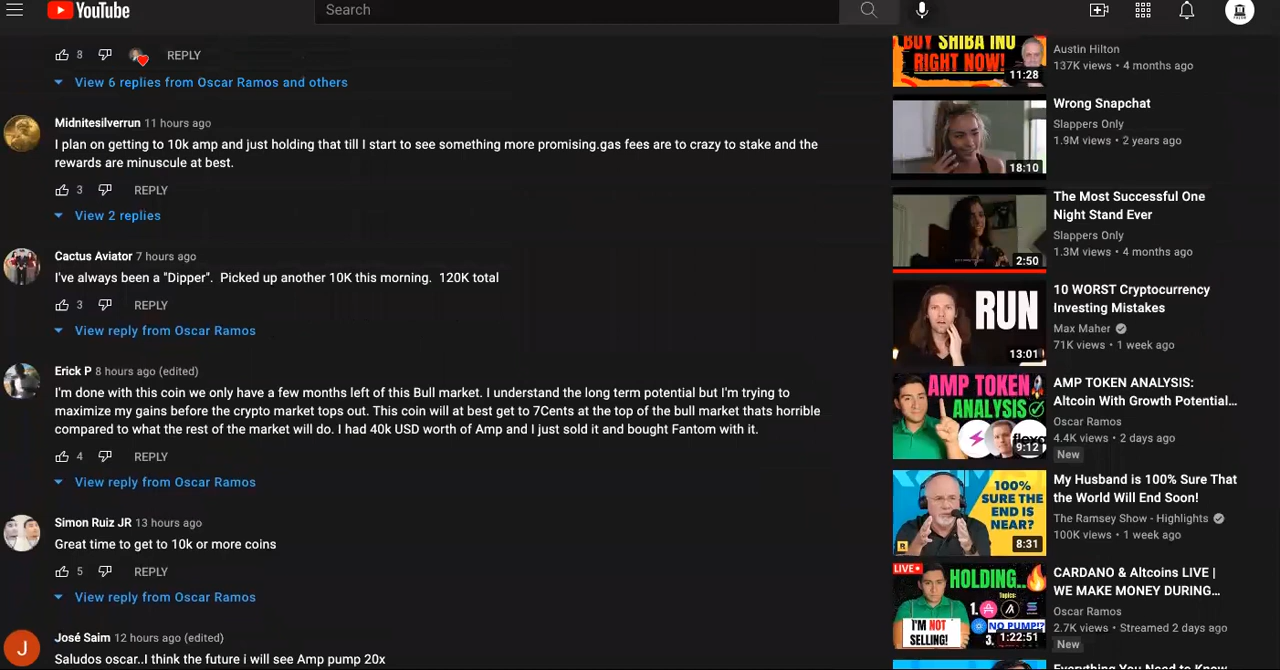 YouTube
Search
8 REPLY
View 6 replies from Oscar Ramos and others
Midnitesilverrun 11 hours ago
I plan on getting to 10k amp and just holding that till I start to see something more promising.gas fees are to crazy to stake and the
rewards are minuscule at best.
3 REPLY
View 2 replies
Cactus Aviator 7 hours ago
I've always been a "Dipper". Picked up another 10K this morning. 120K total
3 REPLY
View reply from Oscar Ramos
Erick P 8 hours ago (edited)
I'm done with this coin we only have a few months left of this Bull market. I understand the long term potential but I'm trying to
maximize my gains before the crypto market tops out. This coin will at best get to 7Cents at the top of the bull market thats horrible
compared to what the rest of the market will do. I had 40k USD worth of Amp and I just sold it and bought Fantom with it.
4 REPLY
View reply from Oscar Ramos
Simon Ruiz JR 13 hours ago
Great time to get to 10k or more coins
5 REPLY
View reply from Oscar Ramos
J
José Saim 12 hours ago (edited)
Saludos oscar..I think the future i will see Amp pump 20x
BUY SHIBA INU
RIGHT NOW!
11:28
Austin Hilton
137K views • 4 months ago
18:10
Wrong Snapchat
Slappers Only
1.9M views • 2 years ago
2:50
The Most Successful One
Night Stand Ever
Slappers Only
1.3M views • 4 months ago
RUN
13:01
10 WORST Cryptocurrency
Investing Mistakes
Max Maher
71K views • 1 week ago
AMP TOKEN
ANALYSIS
9:12
AMP TOKEN ANALYSIS:
Altcoin With Growth Potential...
Oscar Ramos
4.4K views • 2 days ago
New
100%
SURE THE
END IS
NEAR?
R
8:31
My Husband is 100% Sure That
the World Will End Soon!
The Ramsey Show - Highlights
100K views • 1 week ago
LIVE
HOLDING..
Topics:
1.
I'M NOT
SELLING!
NO PUMP!?
3.
1:22:51
CARDANO & Altcoins LIVE |
WE MAKE MONEY DURING...
Oscar Ramos
2.7K views • Streamed 2 days ago
New
Everything You Need to Know